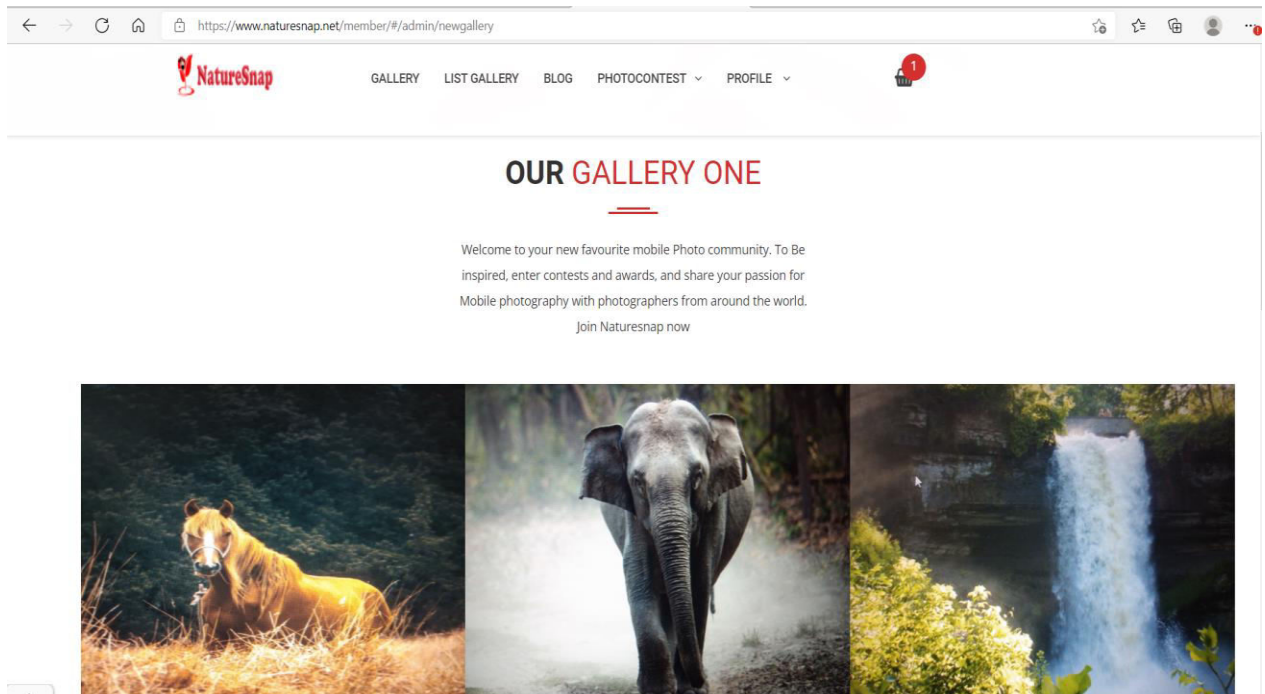 https://www.naturesnap.net/member/#/admin/newgallery
NatureSnap
GALLERY LIST GALLERY BLOG PHOTOCONTEST PROFILE
1
OUR GALLERY ONE
Welcome to your new favourite mobile Photo community. To Be
inspired, enter contests and awards, and share your passion for
Mobile photography with photographers from around the world.
Join Naturesnap now